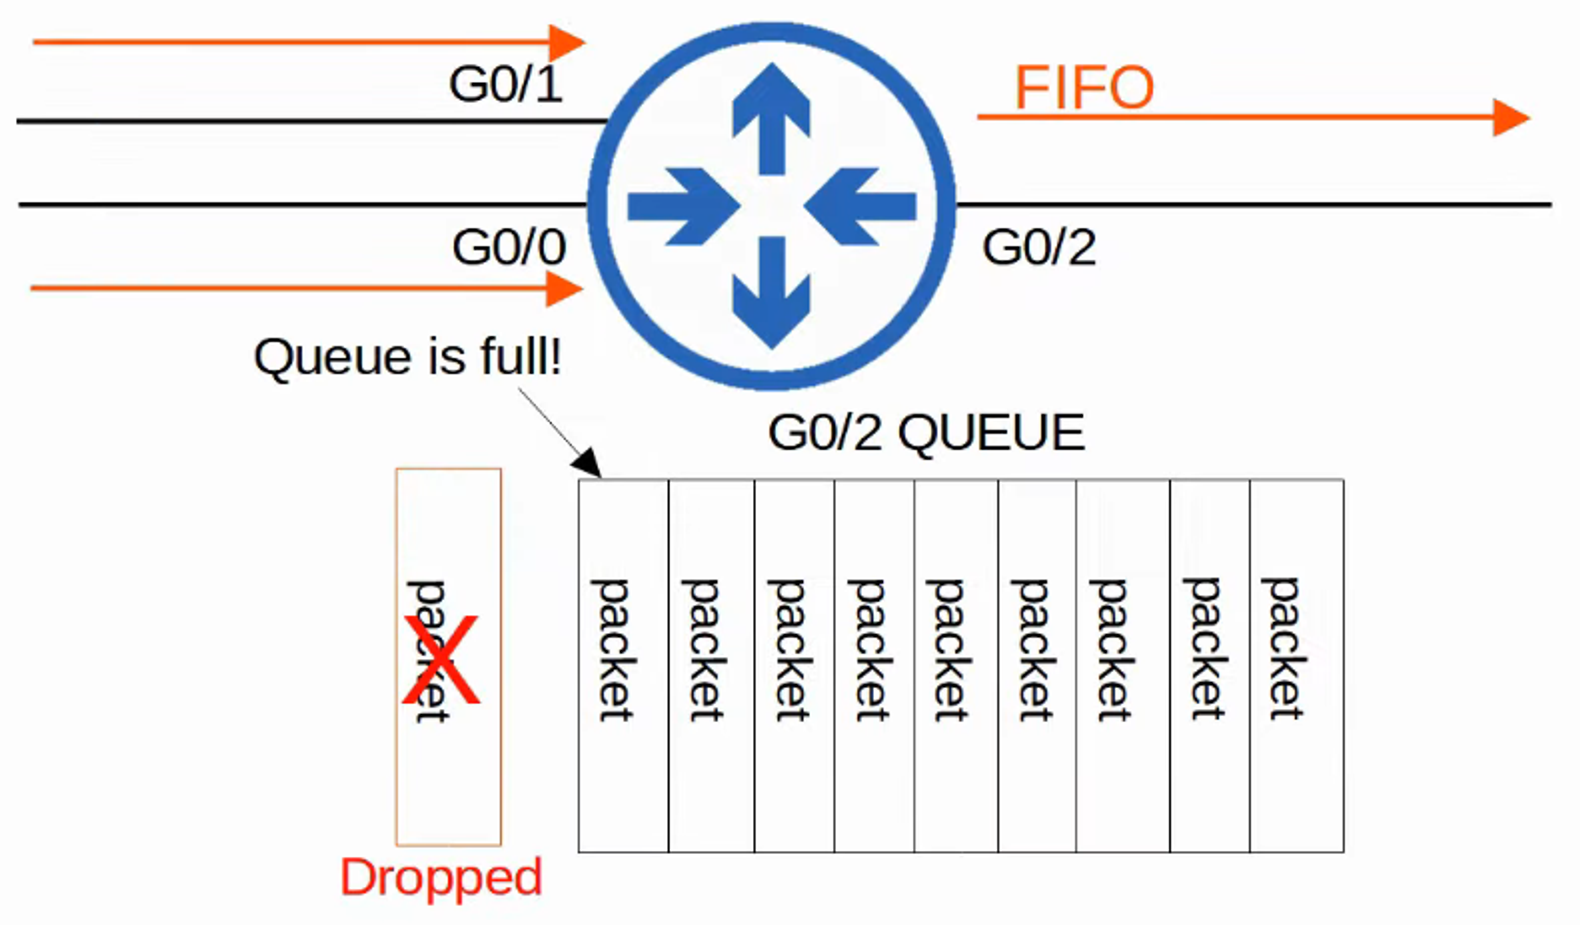 G0/1
FIFO
G0/0
G0/2
Queue is full!
G0/2 QUEUE
packet
X
packet
packet
packet
packet
packet
packet
packet
packet
packet
Dropped